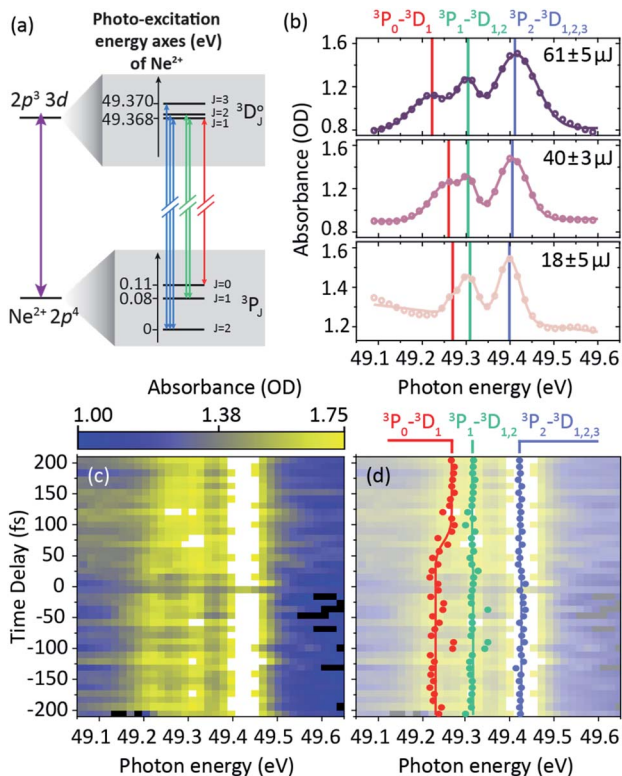 (a)
Photo-excitation
energy axes (eV)
of Ne²⁺
2p³ 3d
49.370
49.368
J=3
J=2
J=1
³Dᵒ_J
0.11
0.08
0
J=0
J=1
J=2
³P_J
Ne²⁺ 2p⁴
(b)
³P₀-³D₁ ³P₁-³D₁,₂ ³P₂-³D₁,₂,₃
61±5μJ
1.6
1.2
0.8
40±3μJ
1.6
1.2
0.8
18±5μJ
1.6
1.4
1.2
Absorbance (OD)
49.1 49.2 49.3 49.4 49.5 49.6
Photon energy (eV)
Absorbance (OD)
1.00 1.38 1.75
(c)
200
150
100
50
0
-50
-100
-150
-200
Time Delay (fs)
49.1 49.2 49.3 49.4 49.5 49.6
Photon energy (eV)
³P₀-³D₁ ³P₁-³D₁,₂ ³P₂-³D₁,₂,₃
(d)
49.1 49.2 49.3 49.4 49.5 49.6
Photon energy (eV)